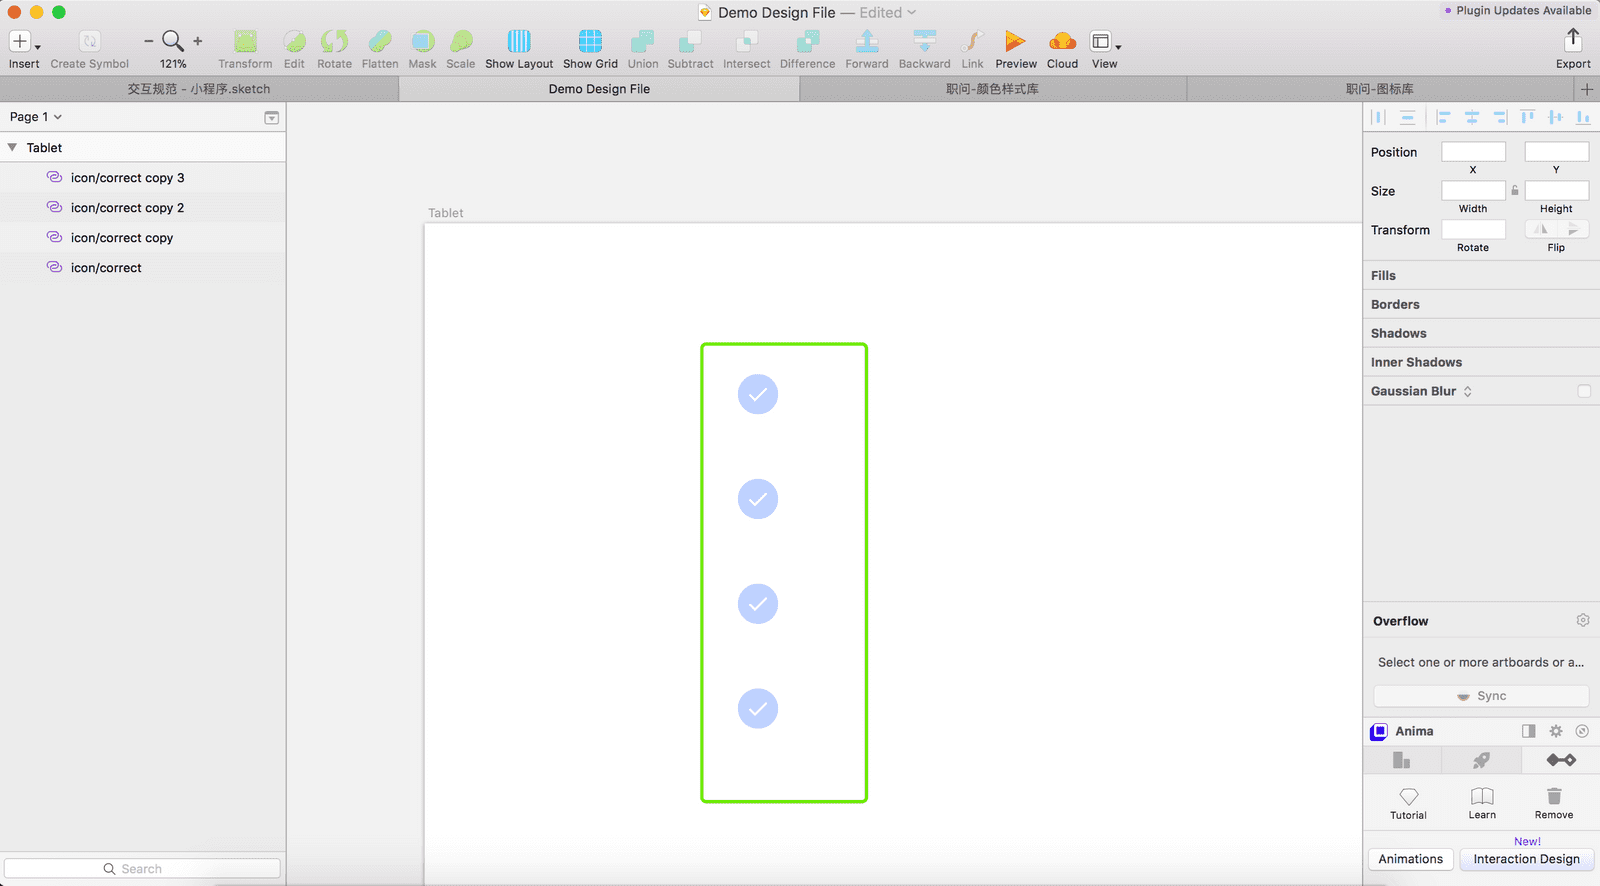 Demo Design File — Edited
Plugin Updates Available
Insert
Create Symbol
121%
Transform
Edit
Rotate
Flatten
Mask
Scale
Show Layout
Show Grid
Union
Subtract
Intersect
Difference
Forward
Backward
Link
Preview
Cloud
View
Export
交互规范 - 小程序.sketch
Demo Design File
职问-颜色样式库
职问-图标库
Page 1
Tablet
icon/correct copy 3
icon/correct copy 2
icon/correct copy
icon/correct
Search
Tablet
Position
X
Y
Size
Width
Height
Transform
Rotate
Flip
Fills
Borders
Shadows
Inner Shadows
Gaussian Blur
Overflow
Select one or more artboards or a...
Sync
Anima
Tutorial
Learn
Remove
New!
Animations
Interaction Design